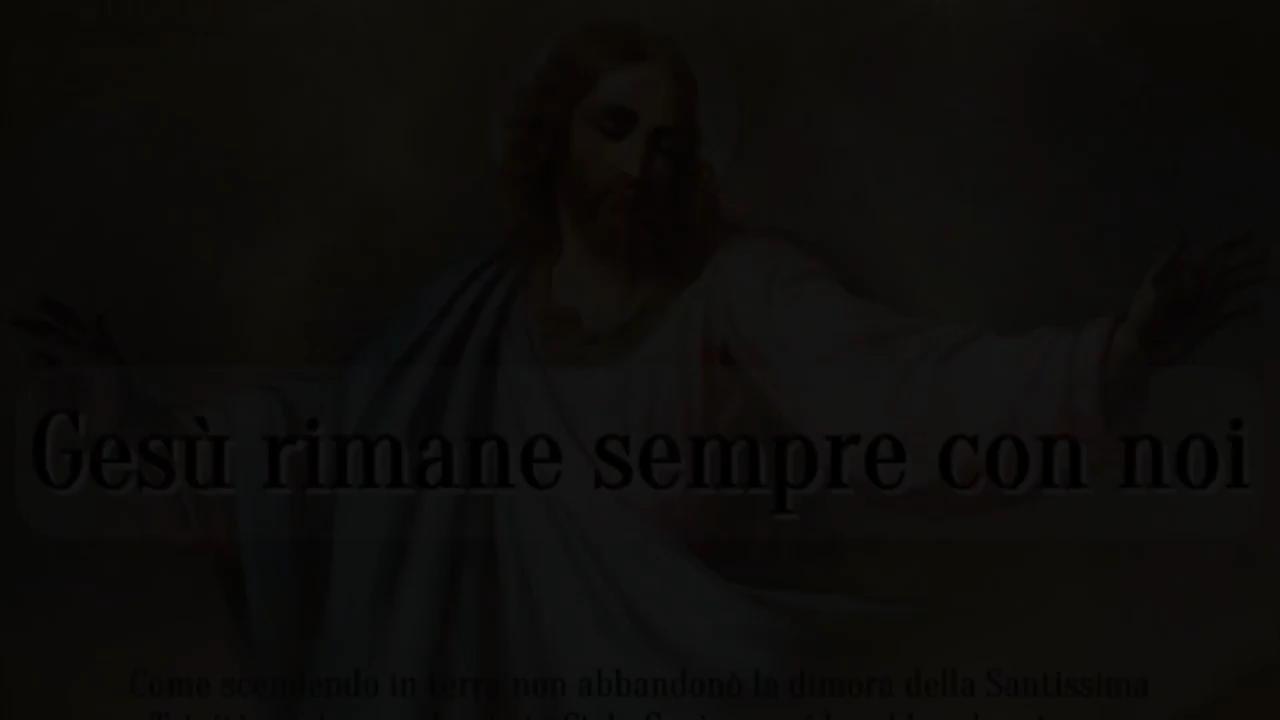 Gesù rimane sempre con noi
Come scendendo in terra non abbandonò la dimora della Santissima